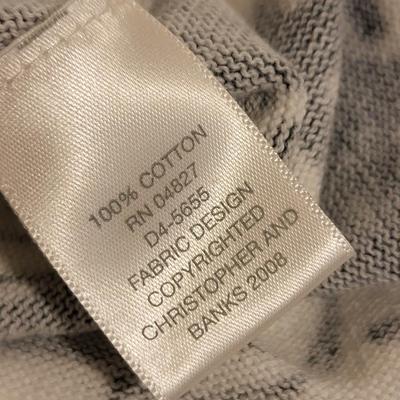 100% COTTON
RN 04827
D4-5655
FABRIC DESIGN
COPYRIGHTED
CHRISTOPHER AND
BANKS 2008